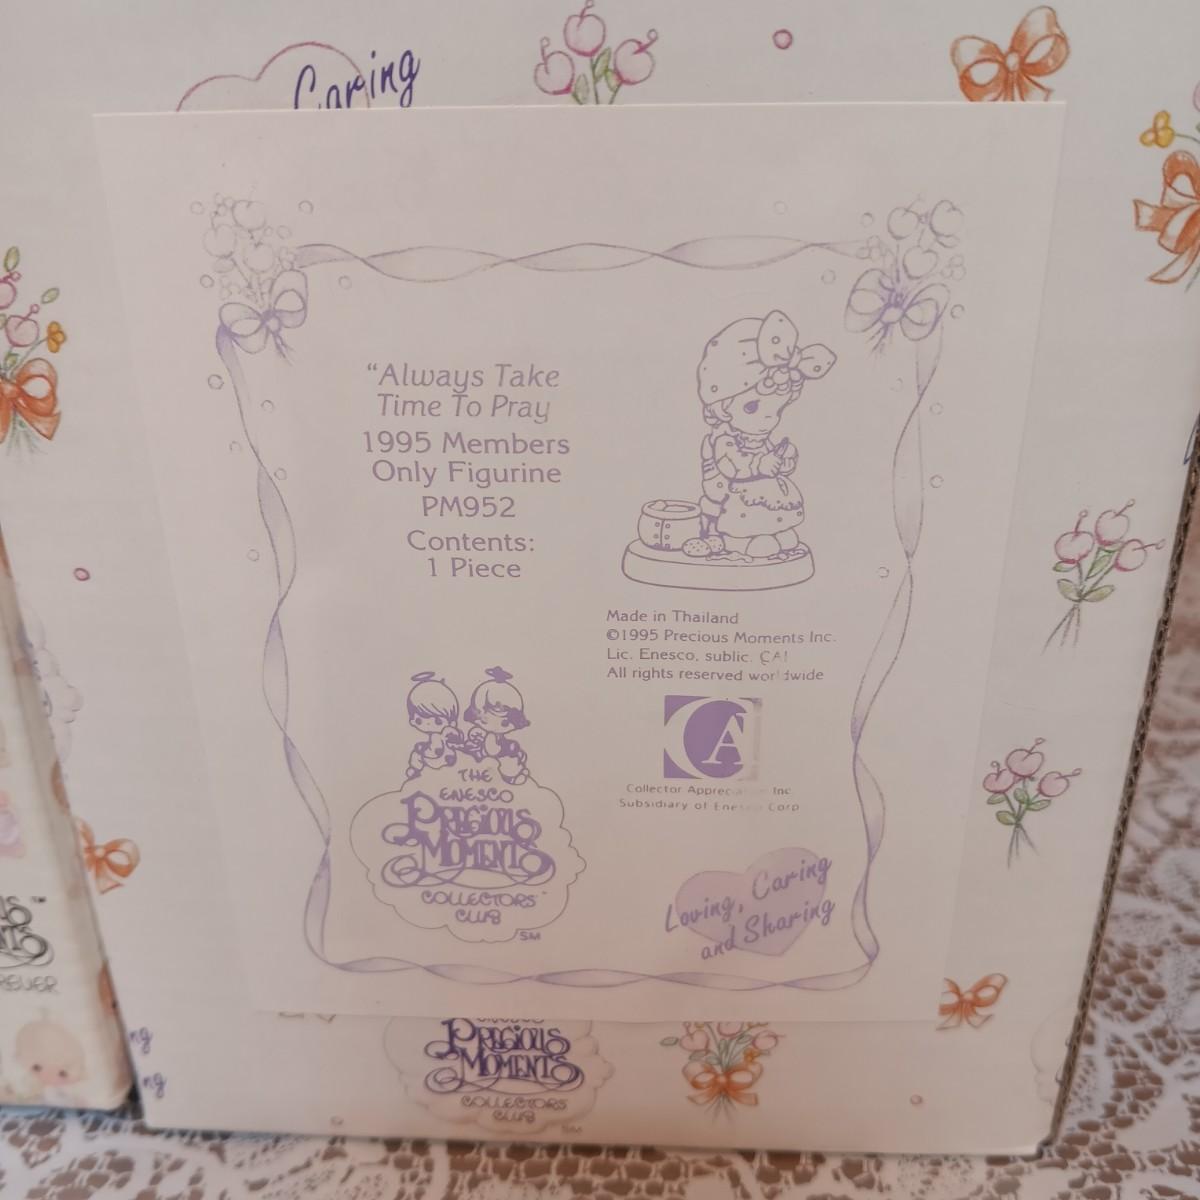 Caring
“Always Take
Time To Pray
1995 Members
Only Figurine
PM952
Contents:
1 Piece
Made in Thailand
©1995 Precious Moments Inc.
Lic. Enesco, sublic. CAI
All rights reserved worldwide
CA
Collector Appreciation Inc.
Subsidiary of Enesco Corp
THE
ENESCO
PRECIOUS
MOMENTS
COLLECTORS'
CLUB
SM
Loving, Caring
and Sharing
ENESCO
PRECIOUS
MOMENTS
COLLECTORS'
CLUB
SM